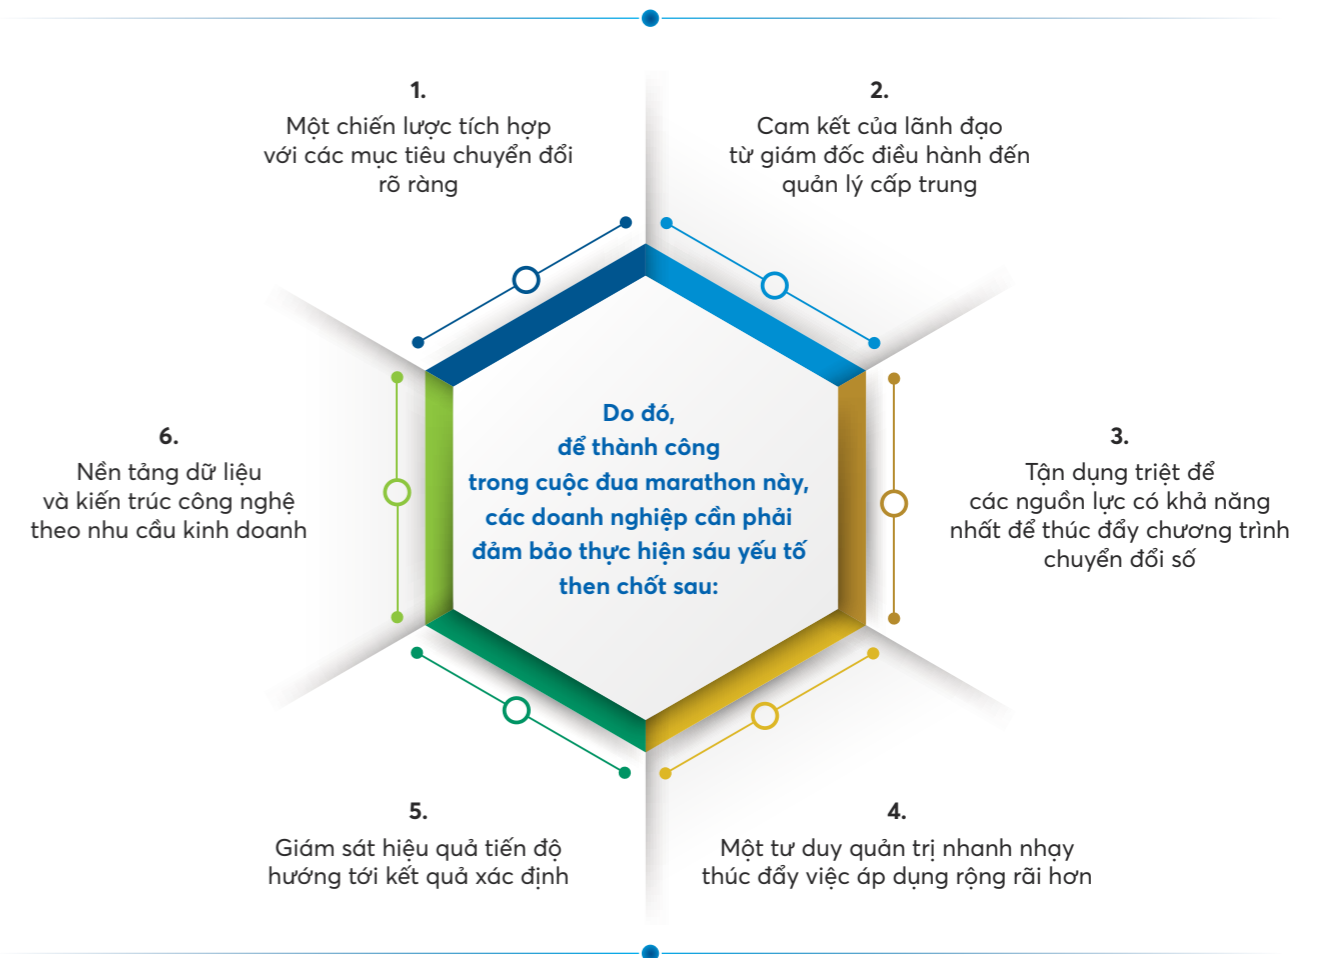 1.
Một chiến lược tích hợp
với các mục tiêu chuyển đổi
rõ ràng
2.
Cam kết của lãnh đạo
từ giám đốc điều hành đến
quản lý cấp trung
Do đó,
để thành công
trong cuộc đua marathon này,
các doanh nghiệp cần phải
đảm bảo thực hiện sáu yếu tố
then chốt sau:
3.
Tận dụng triệt để
các nguồn lực có khả năng
nhất để thúc đẩy chương trình
chuyển đổi số
4.
Một tư duy quản trị nhanh nhạy
thúc đẩy việc áp dụng rộng rãi hơn
5.
Giám sát hiệu quả tiến độ
hướng tới kết quả xác định
6.
Nền tảng dữ liệu
và kiến trúc công nghệ
theo nhu cầu kinh doanh